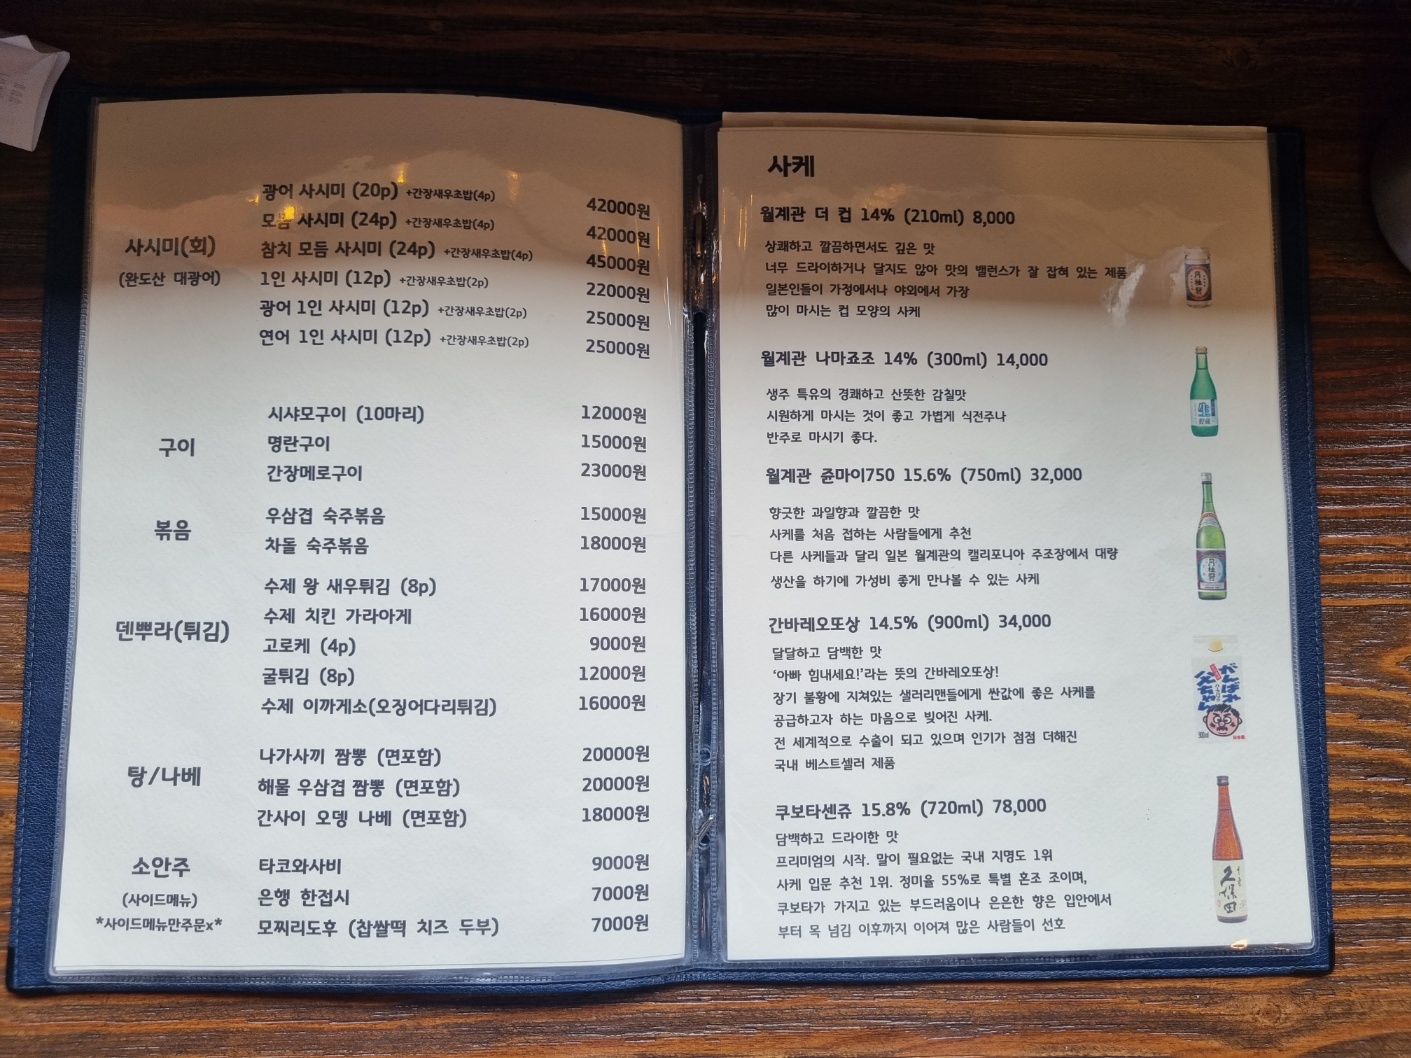 사시미(회)
(완도산 대광어)
광어 사시미 (20p) +간장새우초밥(4p) 42000원
모듬 사시미 (24p) +간장새우초밥(4p) 42000원
참치 모듬 사시미 (24p) +간장새우초밥(4p) 45000원
1인 사시미 (12p) +간장새우초밥(2p) 22000원
광어 1인 사시미 (12p) +간장새우초밥(2p) 25000원
연어 1인 사시미 (12p) +간장새우초밥(2p) 25000원
구이
시샤모구이 (10마리) 12000원
명란구이 15000원
간장메로구이 23000원
볶음
우삼겹 숙주볶음 15000원
차돌 숙주볶음 18000원
덴뿌라(튀김)
수제 왕 새우튀김 (8p) 17000원
수제 치킨 가라아게 16000원
고로케 (4p) 9000원
굴튀김 (8p) 12000원
수제 이까게소(오징어다리튀김) 16000원
탕/나베
나가사끼 짬뽕 (면포함) 20000원
해물 우삼겹 짬뽕 (면포함) 20000원
간사이 오뎅 나베 (면포함) 18000원
소안주
(사이드메뉴)
*사이드메뉴만주문x*
타코와사비 9000원
은행 한접시 7000원
모찌리도후 (찹쌀떡 치즈 두부) 7000원
사케
월계관 더 컵 14% (210ml) 8,000
상쾌하고 깔끔하면서도 깊은 맛
너무 드라이하거나 달지도 않아 맛의 밸런스가 잘 잡혀 있는 제품
일본인들이 가정에서나 야외에서 가장
많이 마시는 컵 모양의 사케
월계관 나마죠조 14% (300ml) 14,000
생주 특유의 경쾌하고 산뜻한 감칠맛
시원하게 마시는 것이 좋고 가볍게 식전주나
반주로 마시기 좋다.
월계관 쥰마이750 15.6% (750ml) 32,000
향긋한 과일향과 깔끔한 맛
사케를 처음 접하는 사람들에게 추천
다른 사케들과 달리 일본 월계관의 캘리포니아 주조장에서 대량
생산을 하기에 가성비 좋게 만나볼 수 있는 사케
간바레오또상 14.5% (900ml) 34,000
달달하고 담백한 맛
'아빠 힘내세요!'라는 뜻의 간바레오또상!
장기 불황에 지쳐있는 샐러리맨들에게 싼값에 좋은 사케를
공급하고자 하는 마음으로 빚어진 사케.
전 세계적으로 수출이 되고 있으며 인기가 점점 더해진
국내 베스트셀러 제품
쿠보타센쥬 15.8% (720ml) 78,000
담백하고 드라이한 맛
프리미엄의 시작. 말이 필요없는 국내 지명도 1위
사케 입문 추천 1위. 정미율 55%로 특별 혼조 조이며,
쿠보타가 가지고 있는 부드러움이나 은은한 향은 입안에서
부터 목 넘김 이후까지 이어져 많은 사람들이 선호
月桂冠
月桂冠
がんばれ
父ちゃん
久保田